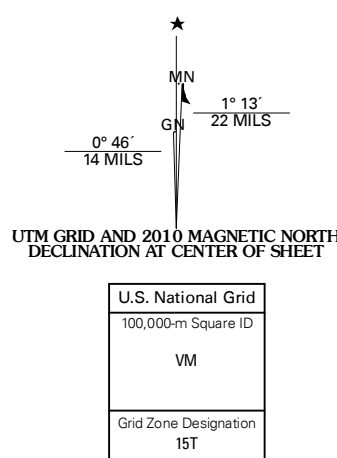 ★
MN
GN
1° 13´
22 MILS
0° 46´
14 MILS
UTM GRID AND 2010 MAGNETIC NORTH
DECLINATION AT CENTER OF SHEET
U.S. National Grid
100,000-m Square ID
VM
Grid Zone Designation
15T